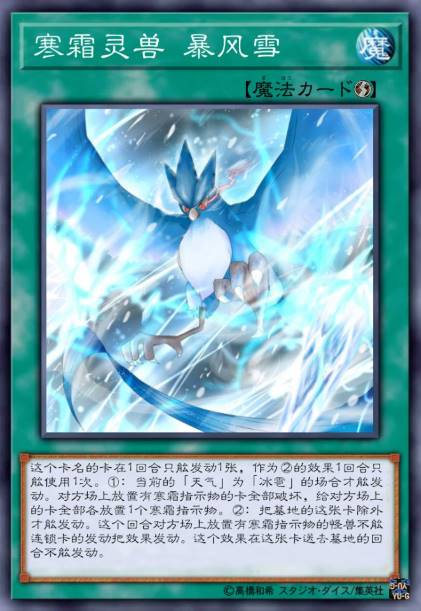 寒霜灵兽 暴风雪
魔
【魔法カード】
这个卡名的卡在1回合只能发动1张，作为②的效果1回合只
能使用1次。①：当前的「天气」为「冰雹」的场合才能发
动。对方场上放置有寒霜指示物的卡全部破坏，给对方场上
的卡全部各放置1个寒霜指示物。②：把墓地的这张卡除外
才能发动。这个回合对方场上放置有寒霜指示物的怪兽不能
连锁卡的发动把效果发动。这个效果在这张卡送去墓地的回
合不能发动。
©高橋和希 スタジオ・ダイス/集英社